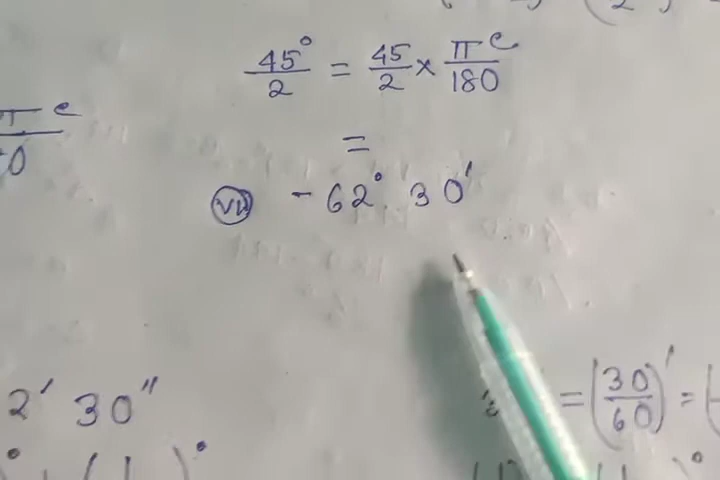 45°/2 = 45/2 × π^c/180
π^c
=
(vii) - 62° 30'
2' 30"
= (30/60)' = (